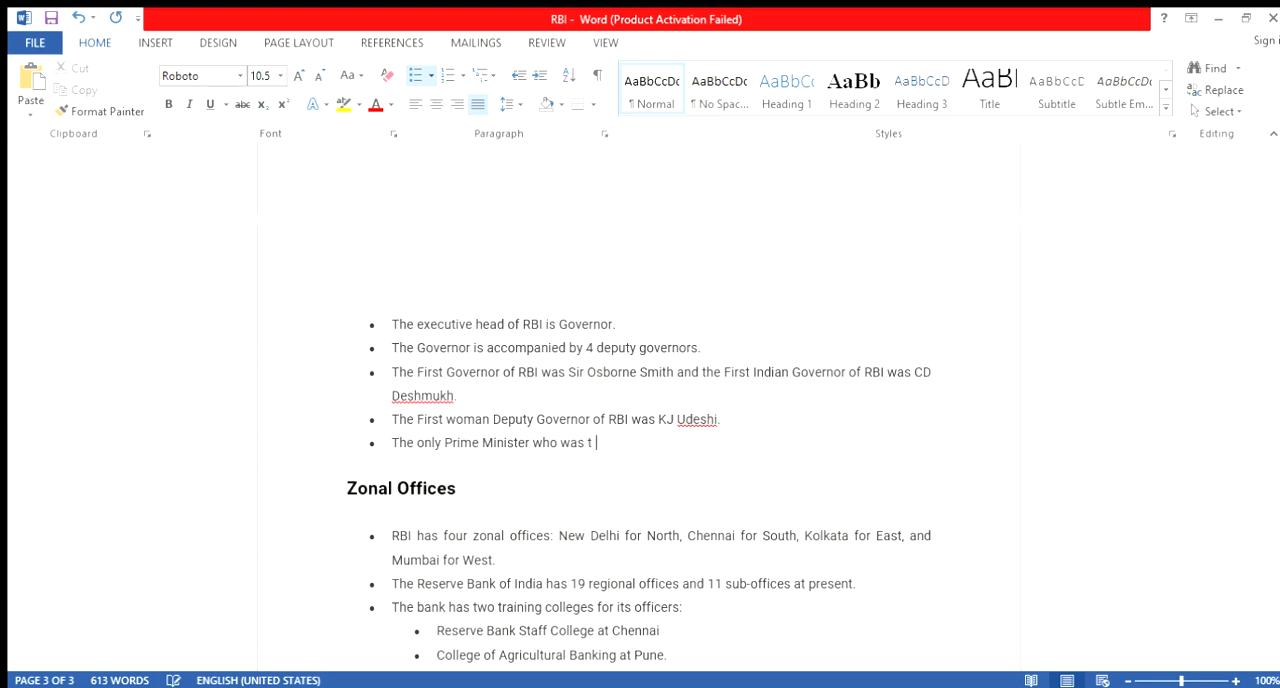 RBI - Word (Product Activation Failed)
FILE HOME INSERT DESIGN PAGE LAYOUT REFERENCES MAILINGS REVIEW VIEW Sign i
Paste
Cut
Copy
Format Painter
Clipboard
Roboto 10.5
Font
Paragraph
AaBbCcDc AaBbCcDc AaBbC( AaBb AaBbCcD AaB AaBbCcD AaBbCcD
¶ Normal ¶ No Spac... Heading 1 Heading 2 Heading 3 Title Subtitle Subtle Em...
Styles
Find
Replace
Select
Editing
• The executive head of RBI is Governor.
• The Governor is accompanied by 4 deputy governors.
• The First Governor of RBI was Sir Osborne Smith and the First Indian Governor of RBI was CD
Deshmukh.
• The First woman Deputy Governor of RBI was KJ Udeshi.
• The only Prime Minister who was t
Zonal Offices
• RBI has four zonal offices: New Delhi for North, Chennai for South, Kolkata for East, and
Mumbai for West.
• The Reserve Bank of India has 19 regional offices and 11 sub-offices at present.
• The bank has two training colleges for its officers:
• Reserve Bank Staff College at Chennai
• College of Agricultural Banking at Pune.
PAGE 3 OF 3 613 WORDS ENGLISH (UNITED STATES) 100%